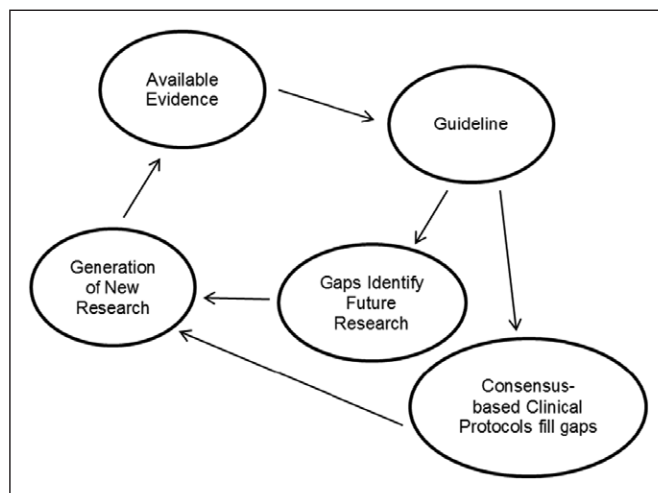 Available
Evidence
Guideline
Generation
of New
Research
Gaps Identify
Future
Research
Consensus-
based Clinical
Protocols fill gaps